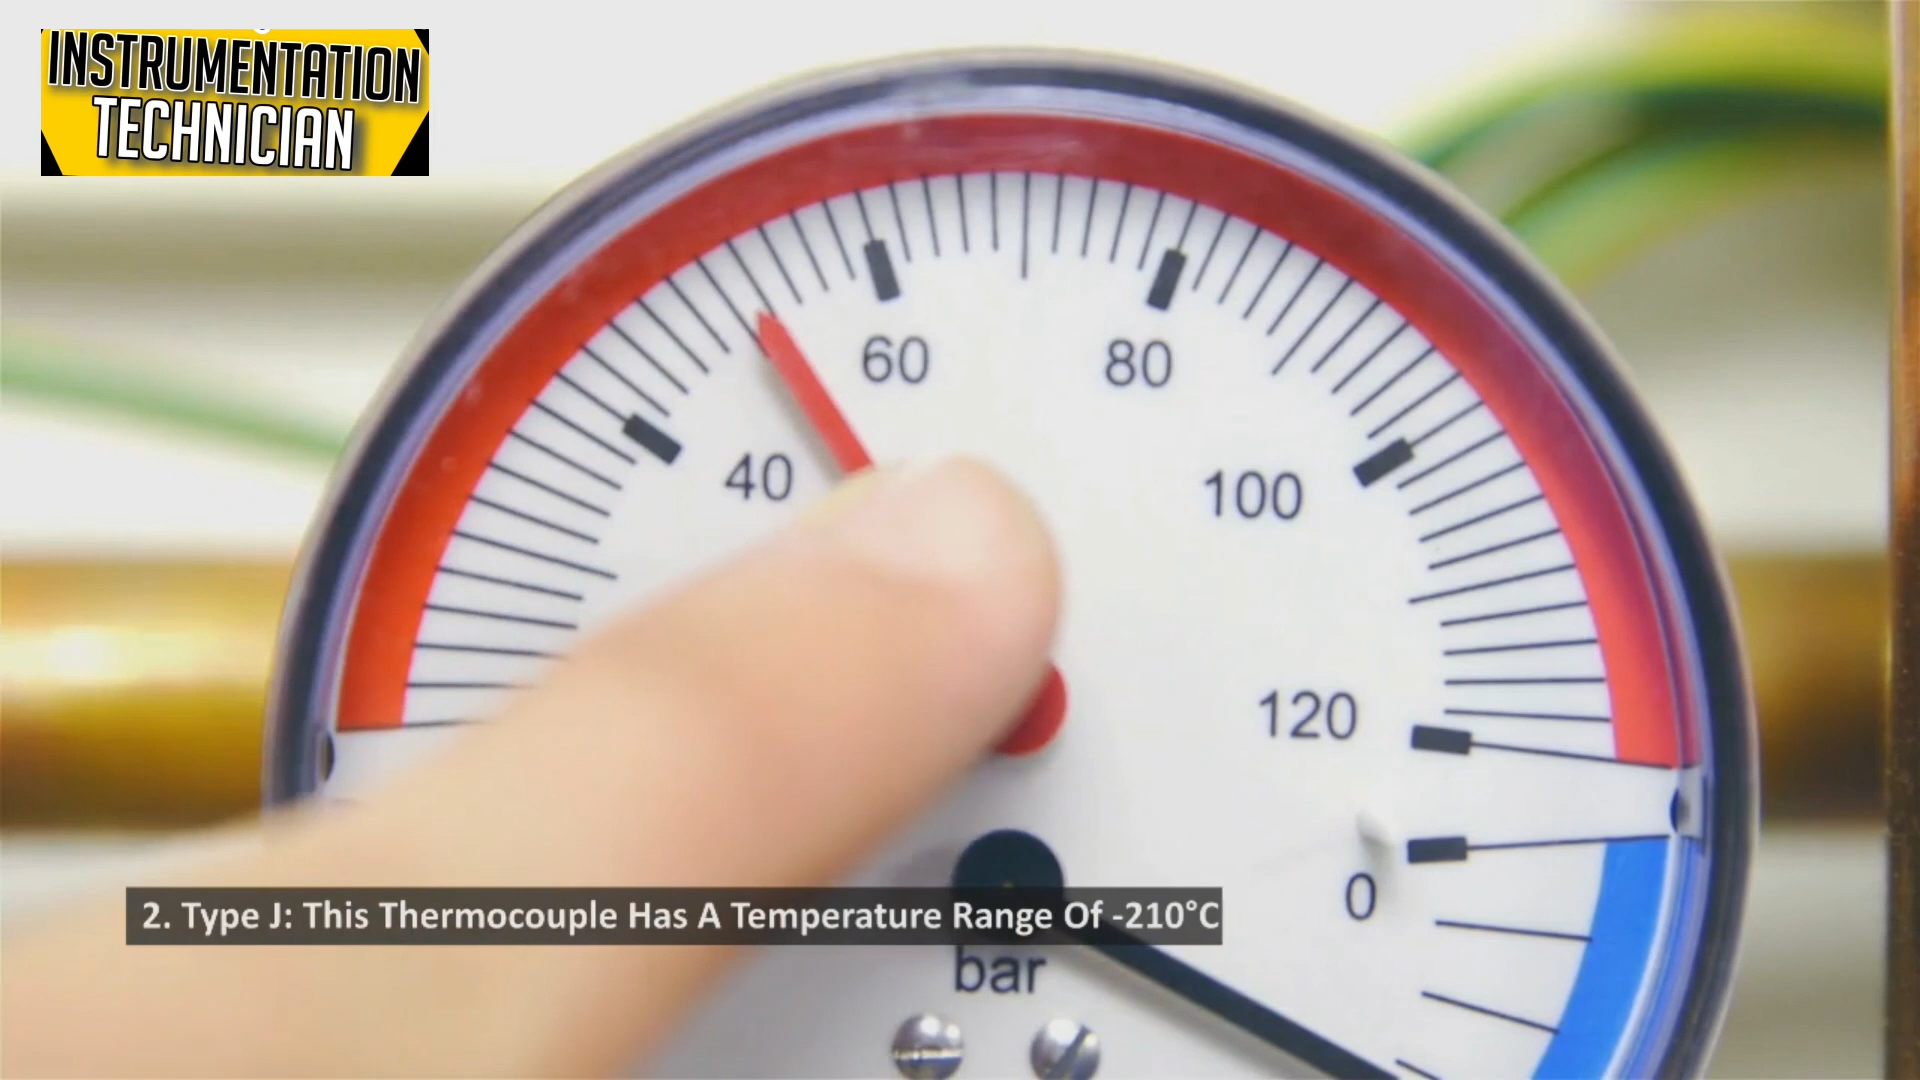 INSTRUMENTATION
TECHNICIAN
60
80
40
100
120
0
2. Type J: This Thermocouple Has A Temperature Range Of -210°C
bar